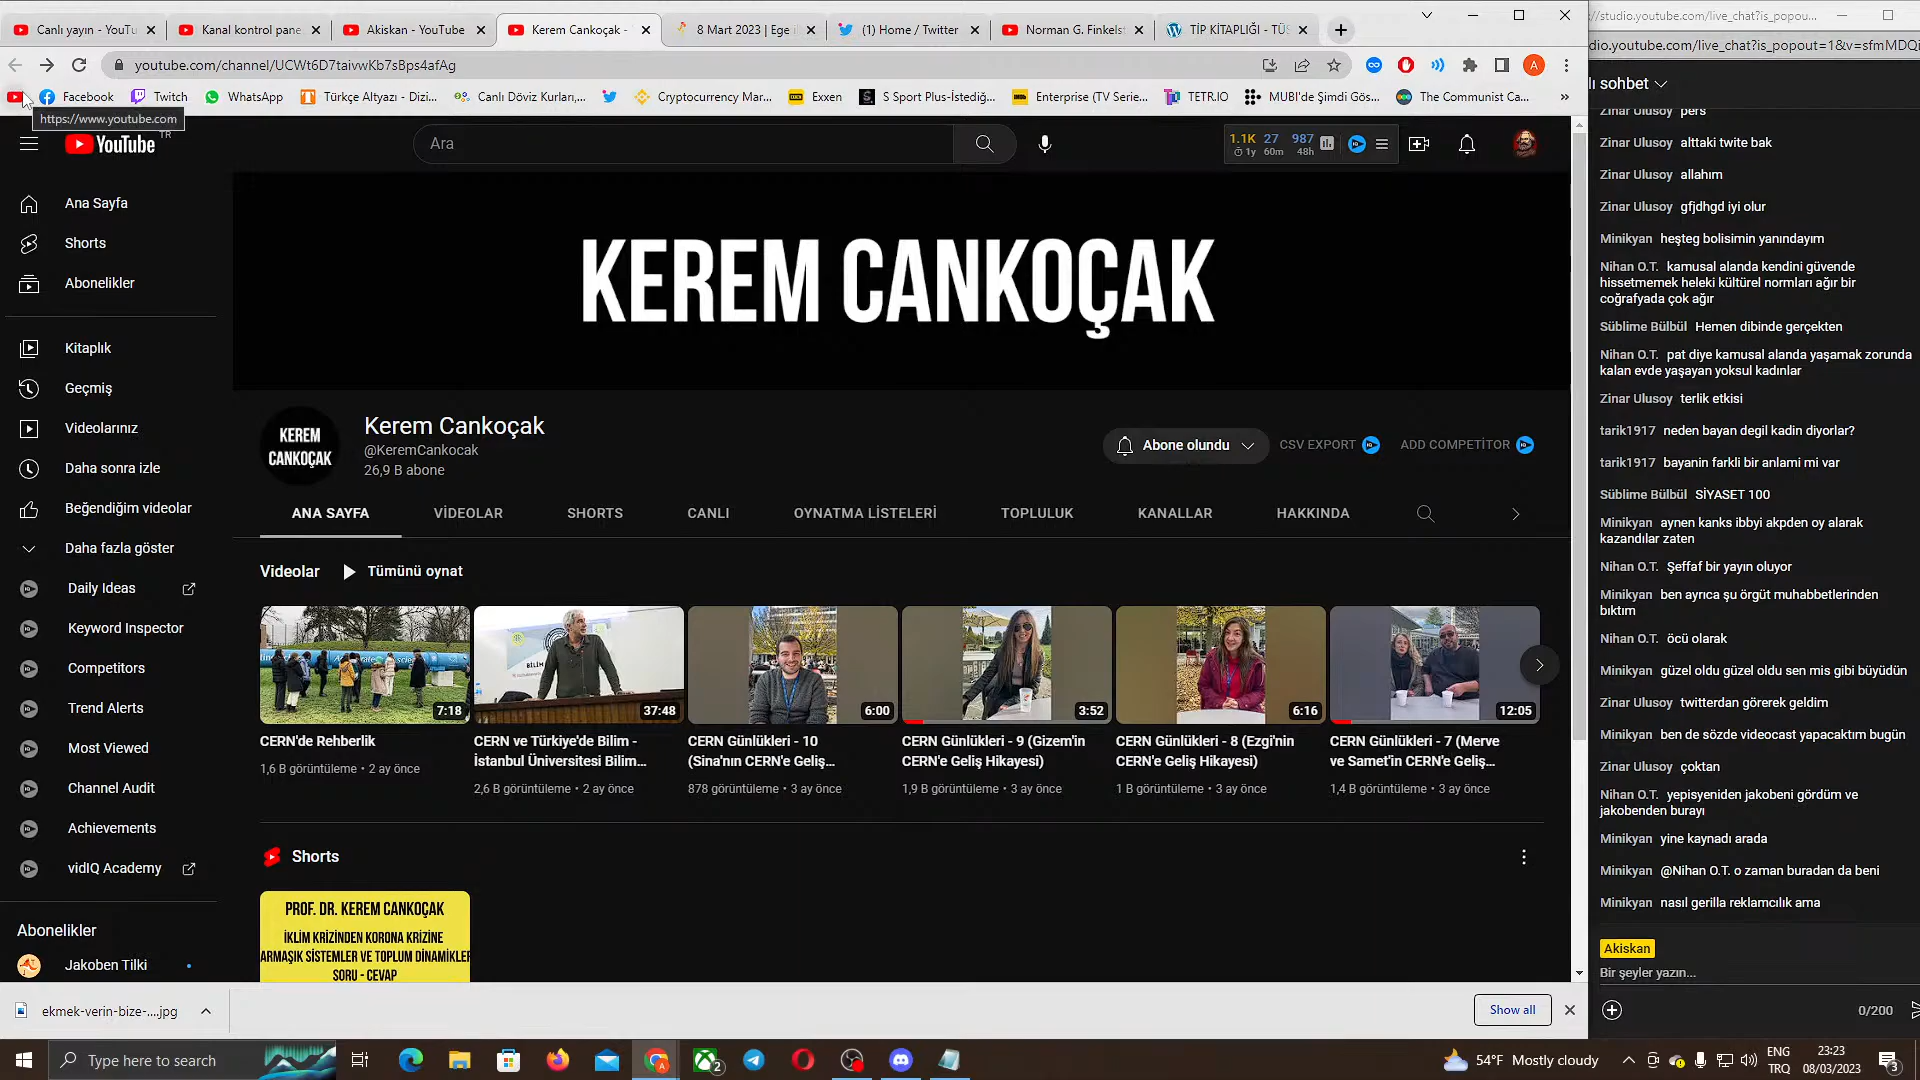 Canlı yayın - YouTu
Kanal kontrol pane
Akiskan - YouTube
Kerem Cankoçak -
8 Mart 2023 | Ege İ
(1) Home / Twitter
Norman G. Finkelst
TİP KİTAPLIĞI - TÜS
/studio.youtube.com/live_chat?is_popou...
youtube.com/channel/UCWt6D7taivwKb7sBps4afAg
dio.youtube.com/live_chat?is_popout=1&v=sfmMDQi
Facebook
Twitch
WhatsApp
Türkçe Altyazı - Dizi...
Canlı Döviz Kurları,...
Cryptocurrency Mar...
Exxen
S Sport Plus-İstediğ...
Enterprise (TV Serie...
TETR.IO
MUBI'de Şimdi Gös...
The Communist Ca...
»
https://www.youtube.com
YouTube TR
Ara
1.1K 27 987
1y 60m 48h
Ana Sayfa
Shorts
Abonelikler
Kitaplık
Geçmiş
Videolarınız
Daha sonra izle
Beğendiğim videolar
Daha fazla göster
Daily Ideas
Keyword Inspector
Competitors
Trend Alerts
Most Viewed
Channel Audit
Achievements
vidIQ Academy
Abonelikler
Jakoben Tilki
KEREM CANKOÇAK
KEREM
CANKOÇAK
Kerem Cankoçak
@KeremCankocak
26,9 B abone
Abone olundu
CSV EXPORT
ADD COMPETITOR
ANA SAYFA
VİDEOLAR
SHORTS
CANLI
OYNATMA LİSTELERİ
TOPLULUK
KANALLAR
HAKKINDA
Videolar
Tümünü oynat
7:18
BİLİM
37:48
6:00
3:52
6:16
12:05
CERN'de Rehberlik
1,6 B görüntüleme • 2 ay önce
CERN ve Türkiye'de Bilim -
İstanbul Üniversitesi Bilim...
2,6 B görüntüleme • 2 ay önce
CERN Günlükleri - 10
(Sina'nın CERN'e Geliş...
878 görüntüleme • 3 ay önce
CERN Günlükleri - 9 (Gizem'in
CERN'e Geliş Hikayesi)
1,9 B görüntüleme • 3 ay önce
CERN Günlükleri - 8 (Ezgi'nin
CERN'e Geliş Hikayesi)
1 B görüntüleme • 3 ay önce
CERN Günlükleri - 7 (Merve
ve Samet'in CERN'e Geliş...
1,4 B görüntüleme • 3 ay önce
Shorts
PROF. DR. KEREM CANKOÇAK
İKLİM KRİZİNDEN KORONA KRİZİNE
ARMAŞIK SİSTEMLER VE TOPLUM DİNAMİKLER
SORU - CEVAP
lı sohbet
Zinar Ulusoy pers
Minikyan alttaki twite bak
Zinar Ulusoy allahım
Zinar Ulusoy gfjdhgd iyi olur
Minikyan heşteg bolisimin yanındayım
Nihan O.T. kamusal alanda kendini güvende
hissetmemek heleki kültürel normları ağır bir
coğrafyada çok ağır
Süblime Bülbül Hemen dibinde gerçekten
Nihan O.T. pat diye kamusal alanda yaşamak zorunda
kalan evde yaşayan yoksul kadınlar
Zinar Ulusoy terlik etkisi
tarik1917 neden bayan degil kadin diyorlar?
tarik1917 bayanin farkli bir anlami mi var
Süblime Bülbül SİYASET 100
Minikyan aynen kanks ibbyi akpden oy alarak
kazandılar zaten
Nihan O.T. Şeffaf bir yayın oluyor
Minikyan ben ayrıca şu örgüt muhabbetlerinden
bıktım
Nihan O.T. öcü olarak
Minikyan güzel oldu güzel oldu sen mis gibi büyüdün
Zinar Ulusoy twitterdan görerek geldim
Minikyan ben de sözde videocast yapacaktım bugün
Zinar Ulusoy çoktan
Nihan O.T. yepisyeniden jakobeni gördüm ve
jakobenden burayı
Minikyan yine kaynadı arada
Minikyan @Nihan O.T. o zaman buradan da beni
Minikyan nasıl gerilla reklamcılık ama
Akiskan
Bir şeyler yazın...
0/200
ekmek-verin-bize-....jpg
Show all
Type here to search
2
54°F Mostly cloudy
ENG
TRQ
23:23
08/03/2023
3